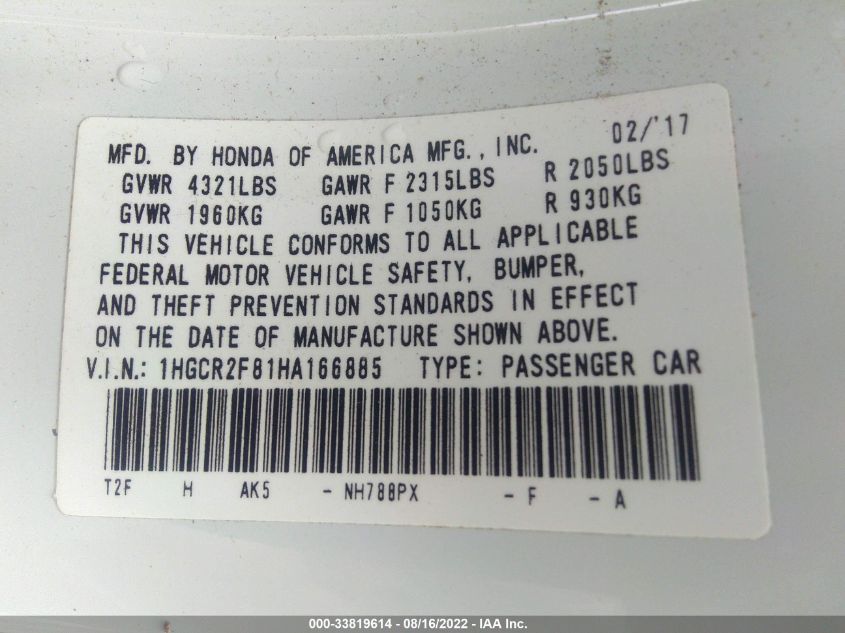 02/'17
MFD. BY HONDA OF AMERICA MFG., INC.
GVWR 4321LBS GAWR F 2315LBS R 2050LBS
GVWR 1960KG GAWR F 1050KG R 930KG
THIS VEHICLE CONFORMS TO ALL APPLICABLE
FEDERAL MOTOR VEHICLE SAFETY, BUMPER,
AND THEFT PREVENTION STANDARDS IN EFFECT
ON THE DATE OF MANUFACTURE SHOWN ABOVE.
V.I.N.: 1HGCR2F81HA166885 TYPE: PASSENGER CAR
T2F H AK5 - NH788PX - F - A
000-33819614 - 08/16/2022 - IAA Inc.